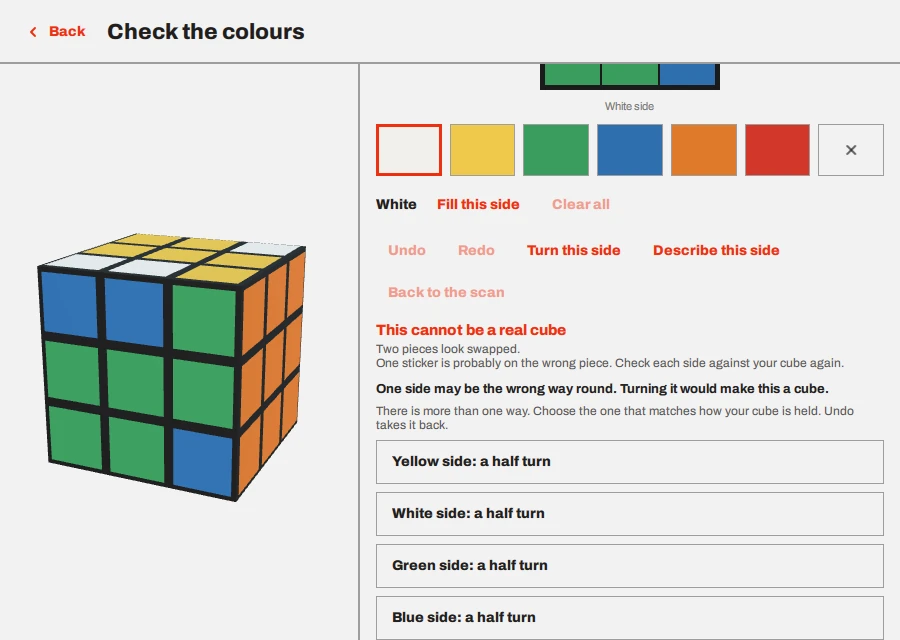 Back
Check the colours
White side
White
Fill this side
Clear all
Undo
Redo
Turn this side
Describe this side
Back to the scan
This cannot be a real cube
Two pieces look swapped.
One sticker is probably on the wrong piece. Check each side against your cube again.
One side may be the wrong way round. Turning it would make this a cube.
There is more than one way. Choose the one that matches how your cube is held. Undo
takes it back.
Yellow side: a half turn
White side: a half turn
Green side: a half turn
Blue side: a half turn